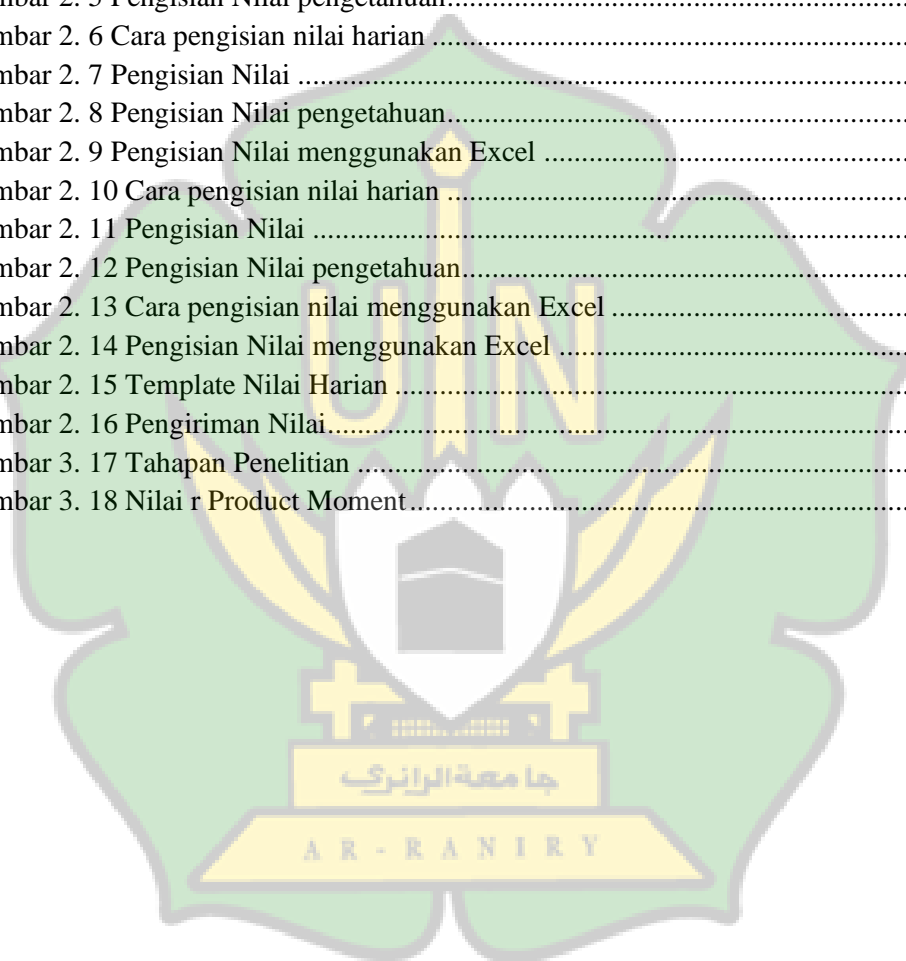 mbar 2. 5 Pengisian Nilai pengetahuan...............................................................
mbar 2. 6 Cara pengisian nilai harian ................................................................
mbar 2. 7 Pengisian Nilai ..................................................................................
mbar 2. 8 Pengisian Nilai pengetahuan...............................................................
mbar 2. 9 Pengisian Nilai menggunakan Excel .................................................
mbar 2. 10 Cara pengisian nilai harian ..............................................................
mbar 2. 11 Pengisian Nilai ................................................................................
mbar 2. 12 Pengisian Nilai pengetahuan.............................................................
mbar 2. 13 Cara pengisian nilai menggunakan Excel ........................................
mbar 2. 14 Pengisian Nilai menggunakan Excel ...............................................
mbar 2. 15 Template Nilai Harian .....................................................................
mbar 2. 16 Pengiriman Nilai..............................................................................
mbar 3. 17 Tahapan Penelitian ..........................................................................
mbar 3. 18 Nilai r Product Moment....................................................................
UIN
جامعة الرانري
AR-RANIRY